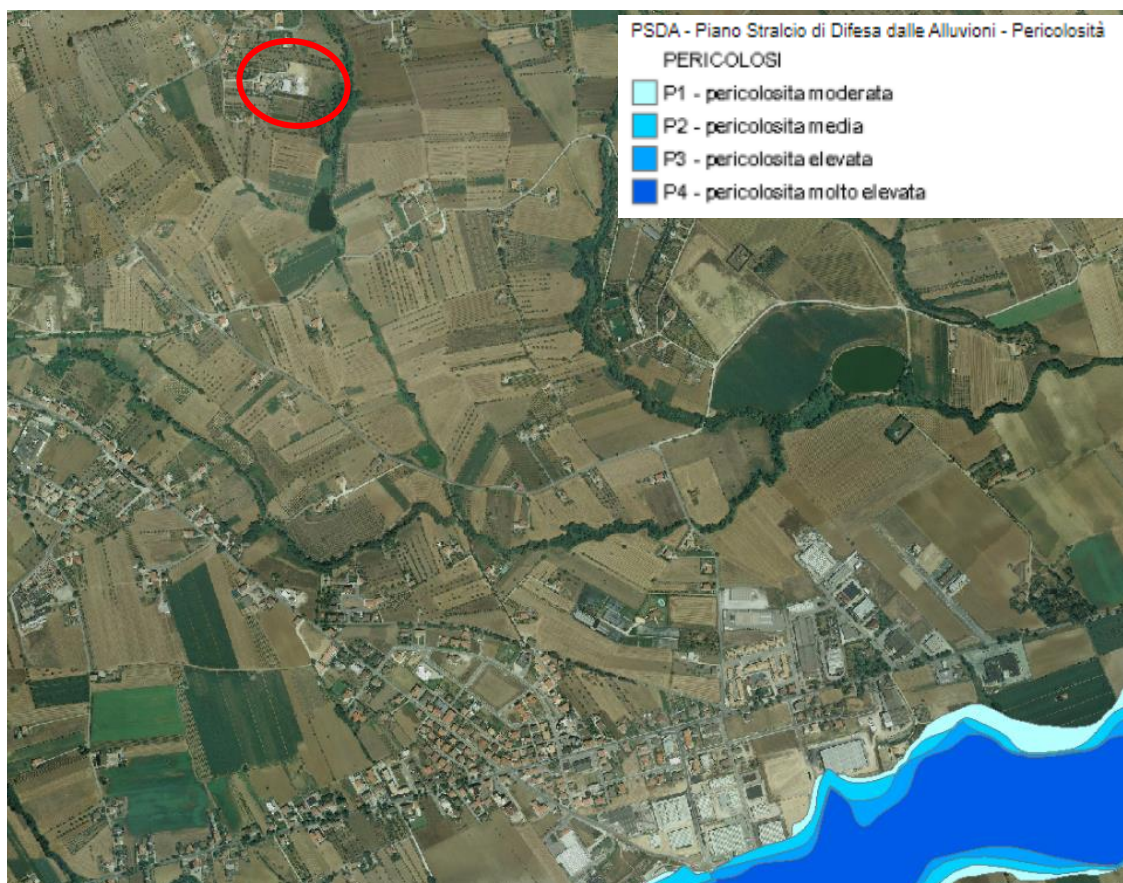 PSDA - Piano Stralcio di Difesa dalle Alluvioni - Pericolosità
PERICOLOSI
P1 - pericolosita moderata
P2 - pericolosita media
P3 - pericolosita elevata
P4 - pericolosita molto elevata